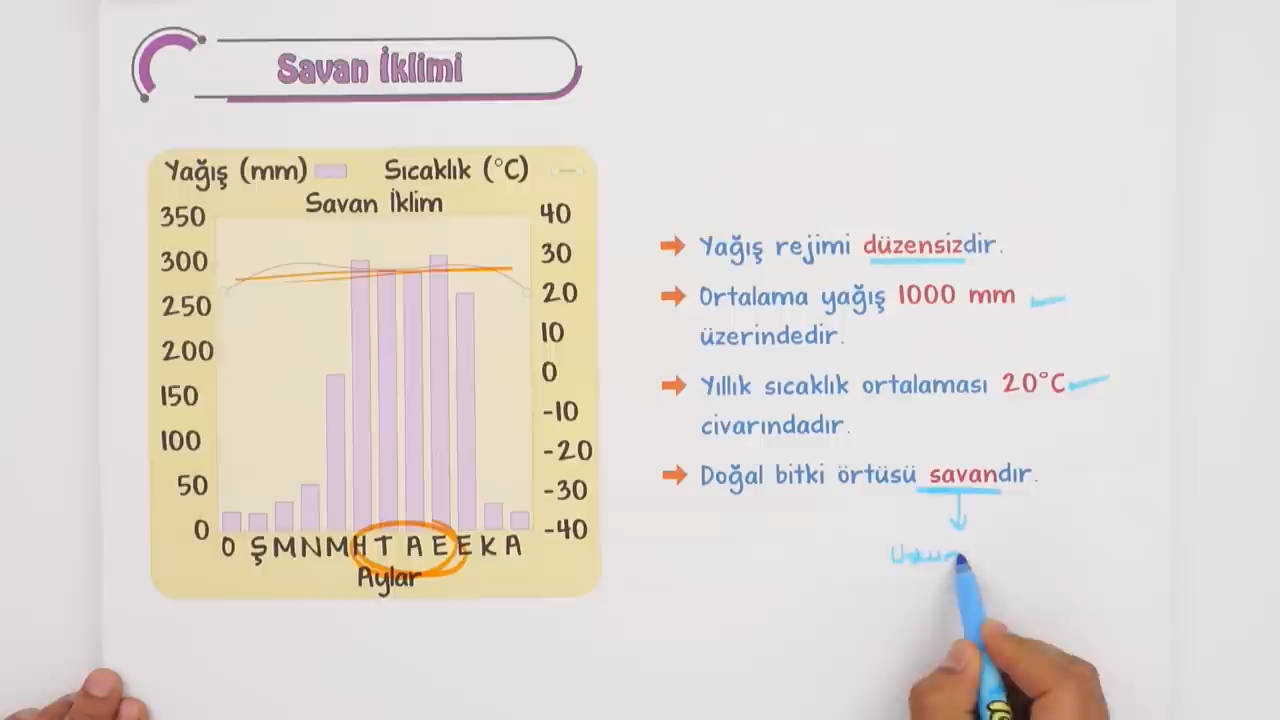 Savan İklimi
Yağış (mm) Sıcaklık (°C)
Savan İklim
350 40
300 30
250 20
200 10
150 0
100 -10
50 -20
0 -30
-40
O Ş M N M H T A E E K A
Aylar
Yağış rejimi düzensizdir.
Ortalama yağış 1000 mm
üzerindedir.
Yıllık sıcaklık ortalaması 20°C
civarındadır.
Doğal bitki örtüsü savandır.